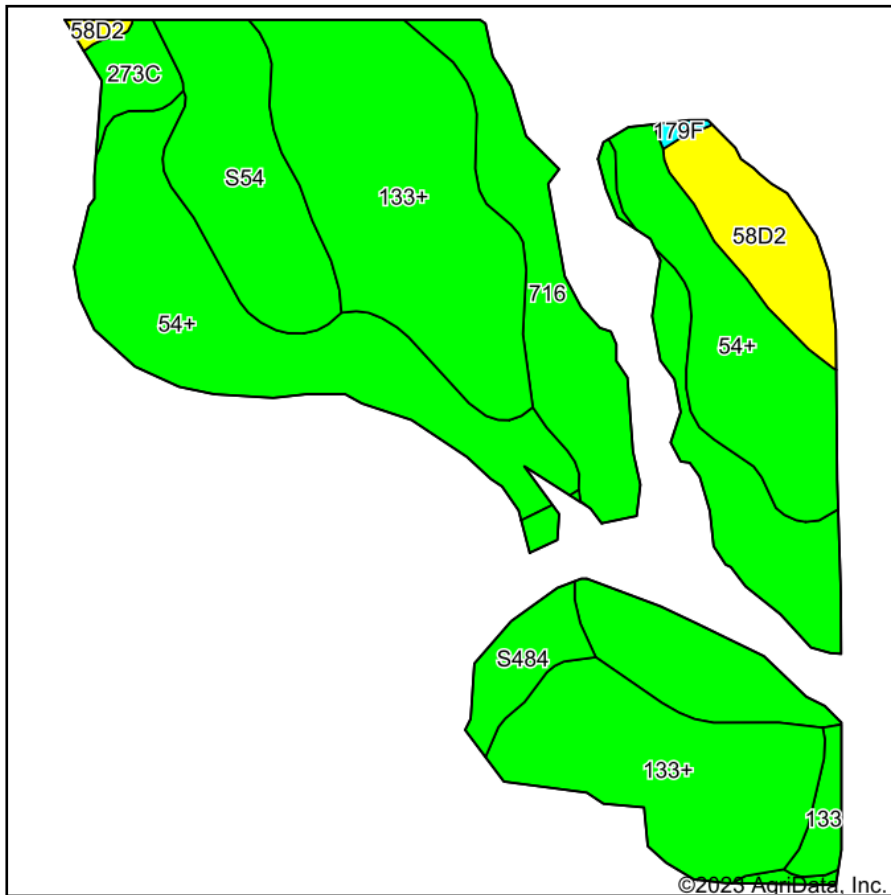 58D2
273C
179F
S54
133+
58D2
716
54+
54+
S484
133+
133
©2023 AgriData, Inc.